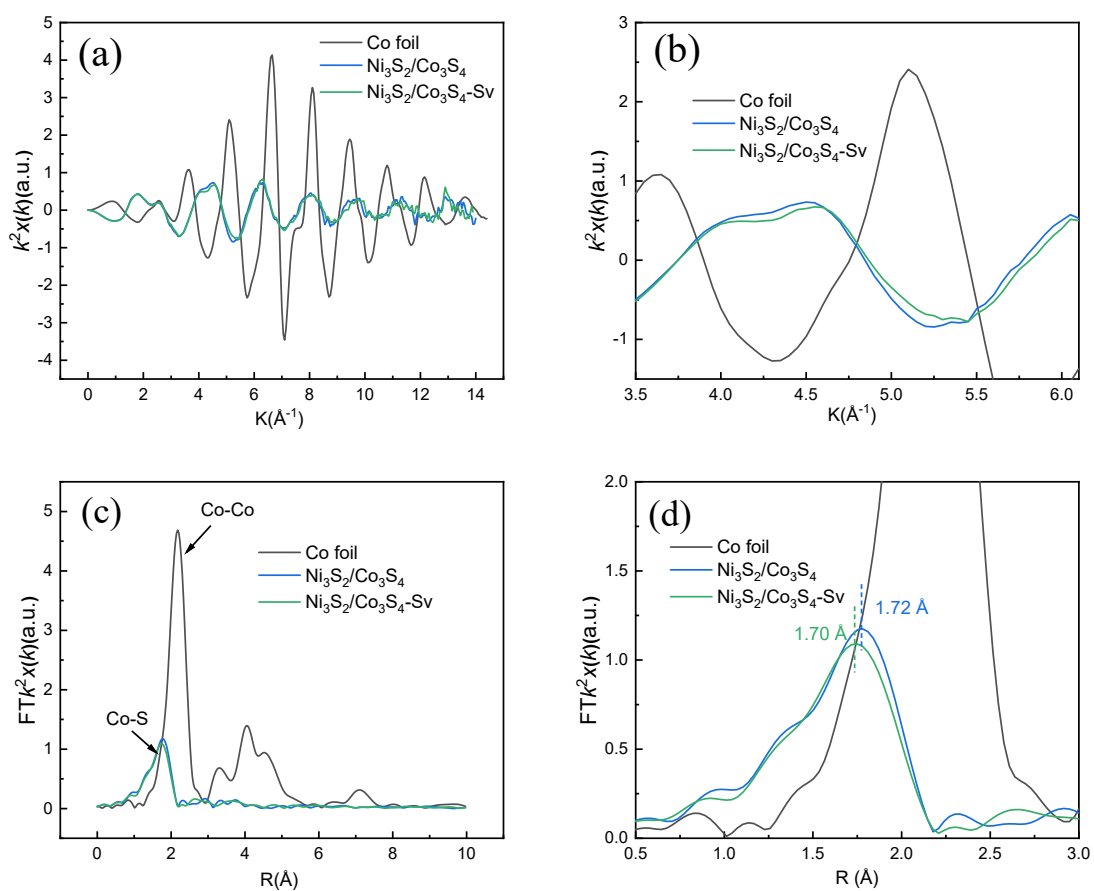 (a)
Co foil
Ni₃S₂/Co₃S₄
Ni₃S₂/Co₃S₄-Sv
5
4
3
2
1
0
-1
-2
-3
-4
k²x(k)(a.u.)
0 2 4 6 8 10 12 14
K(Å⁻¹)
(b)
Co foil
Ni₃S₂/Co₃S₄
Ni₃S₂/Co₃S₄-Sv
3
2
1
0
-1
k²x(k)(a.u.)
3.5 4.0 4.5 5.0 5.5 6.0
K(Å⁻¹)
(c)
Co-Co
Co foil
Ni₃S₂/Co₃S₄
Ni₃S₂/Co₃S₄-Sv
Co-S
5
4
3
2
1
0
FTk²x(k)(a.u.)
0 2 4 6 8 10
R(Å)
(d)
Co foil
Ni₃S₂/Co₃S₄
Ni₃S₂/Co₃S₄-Sv
1.72 Å
1.70 Å
2.0
1.5
1.0
0.5
0.0
FTk²x(k)(a.u.)
0.5 1.0 1.5 2.0 2.5 3.0
R (Å)